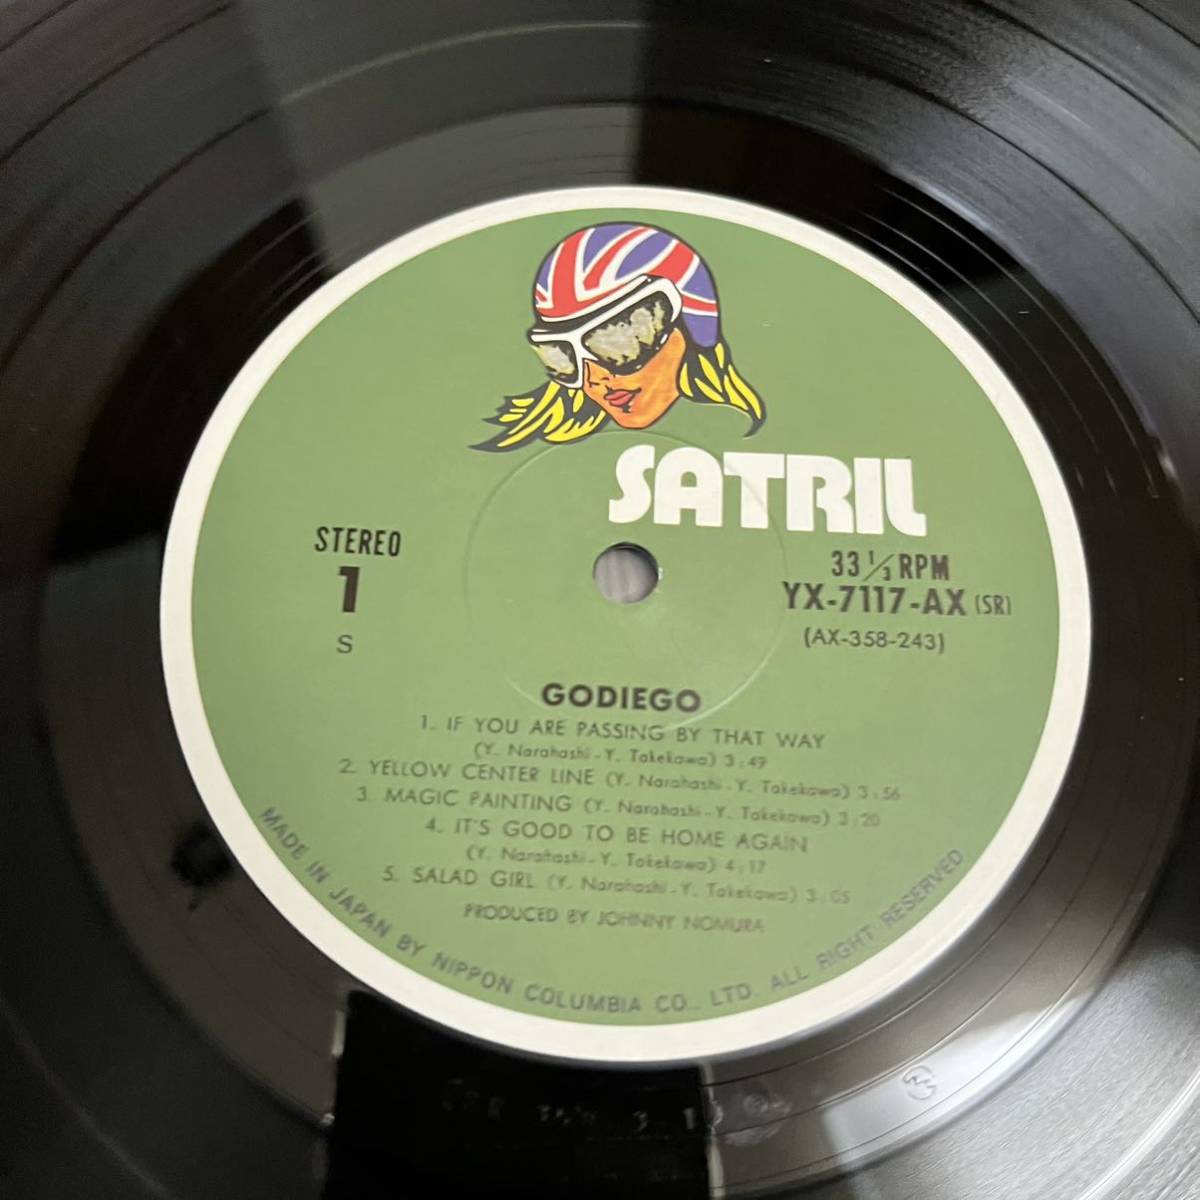 SATRIL
STEREO
1
S
33 1/3 RPM
YX-7117-AX (SR)
(AX-358-243)
GODIEGO
1. IF YOU ARE PASSING BY THAT WAY
(Y. Narahashi - Y. Takekawa) 3:49
2. YELLOW CENTER LINE (Y. Narahashi - Y. Takekawa) 3:56
3. MAGIC PAINTING (Y. Narahashi - Y. Takekawa) 3:20
4. IT'S GOOD TO BE HOME AGAIN
(Y. Narahashi - Y. Takekawa) 4:17
5. SALAD GIRL (Y. Narahashi - Y. Takekawa) 3:05
PRODUCED BY JOHNNY NOMURA
MADE IN JAPAN BY NIPPON COLUMBIA CO., LTD. ALL RIGHT RESERVED